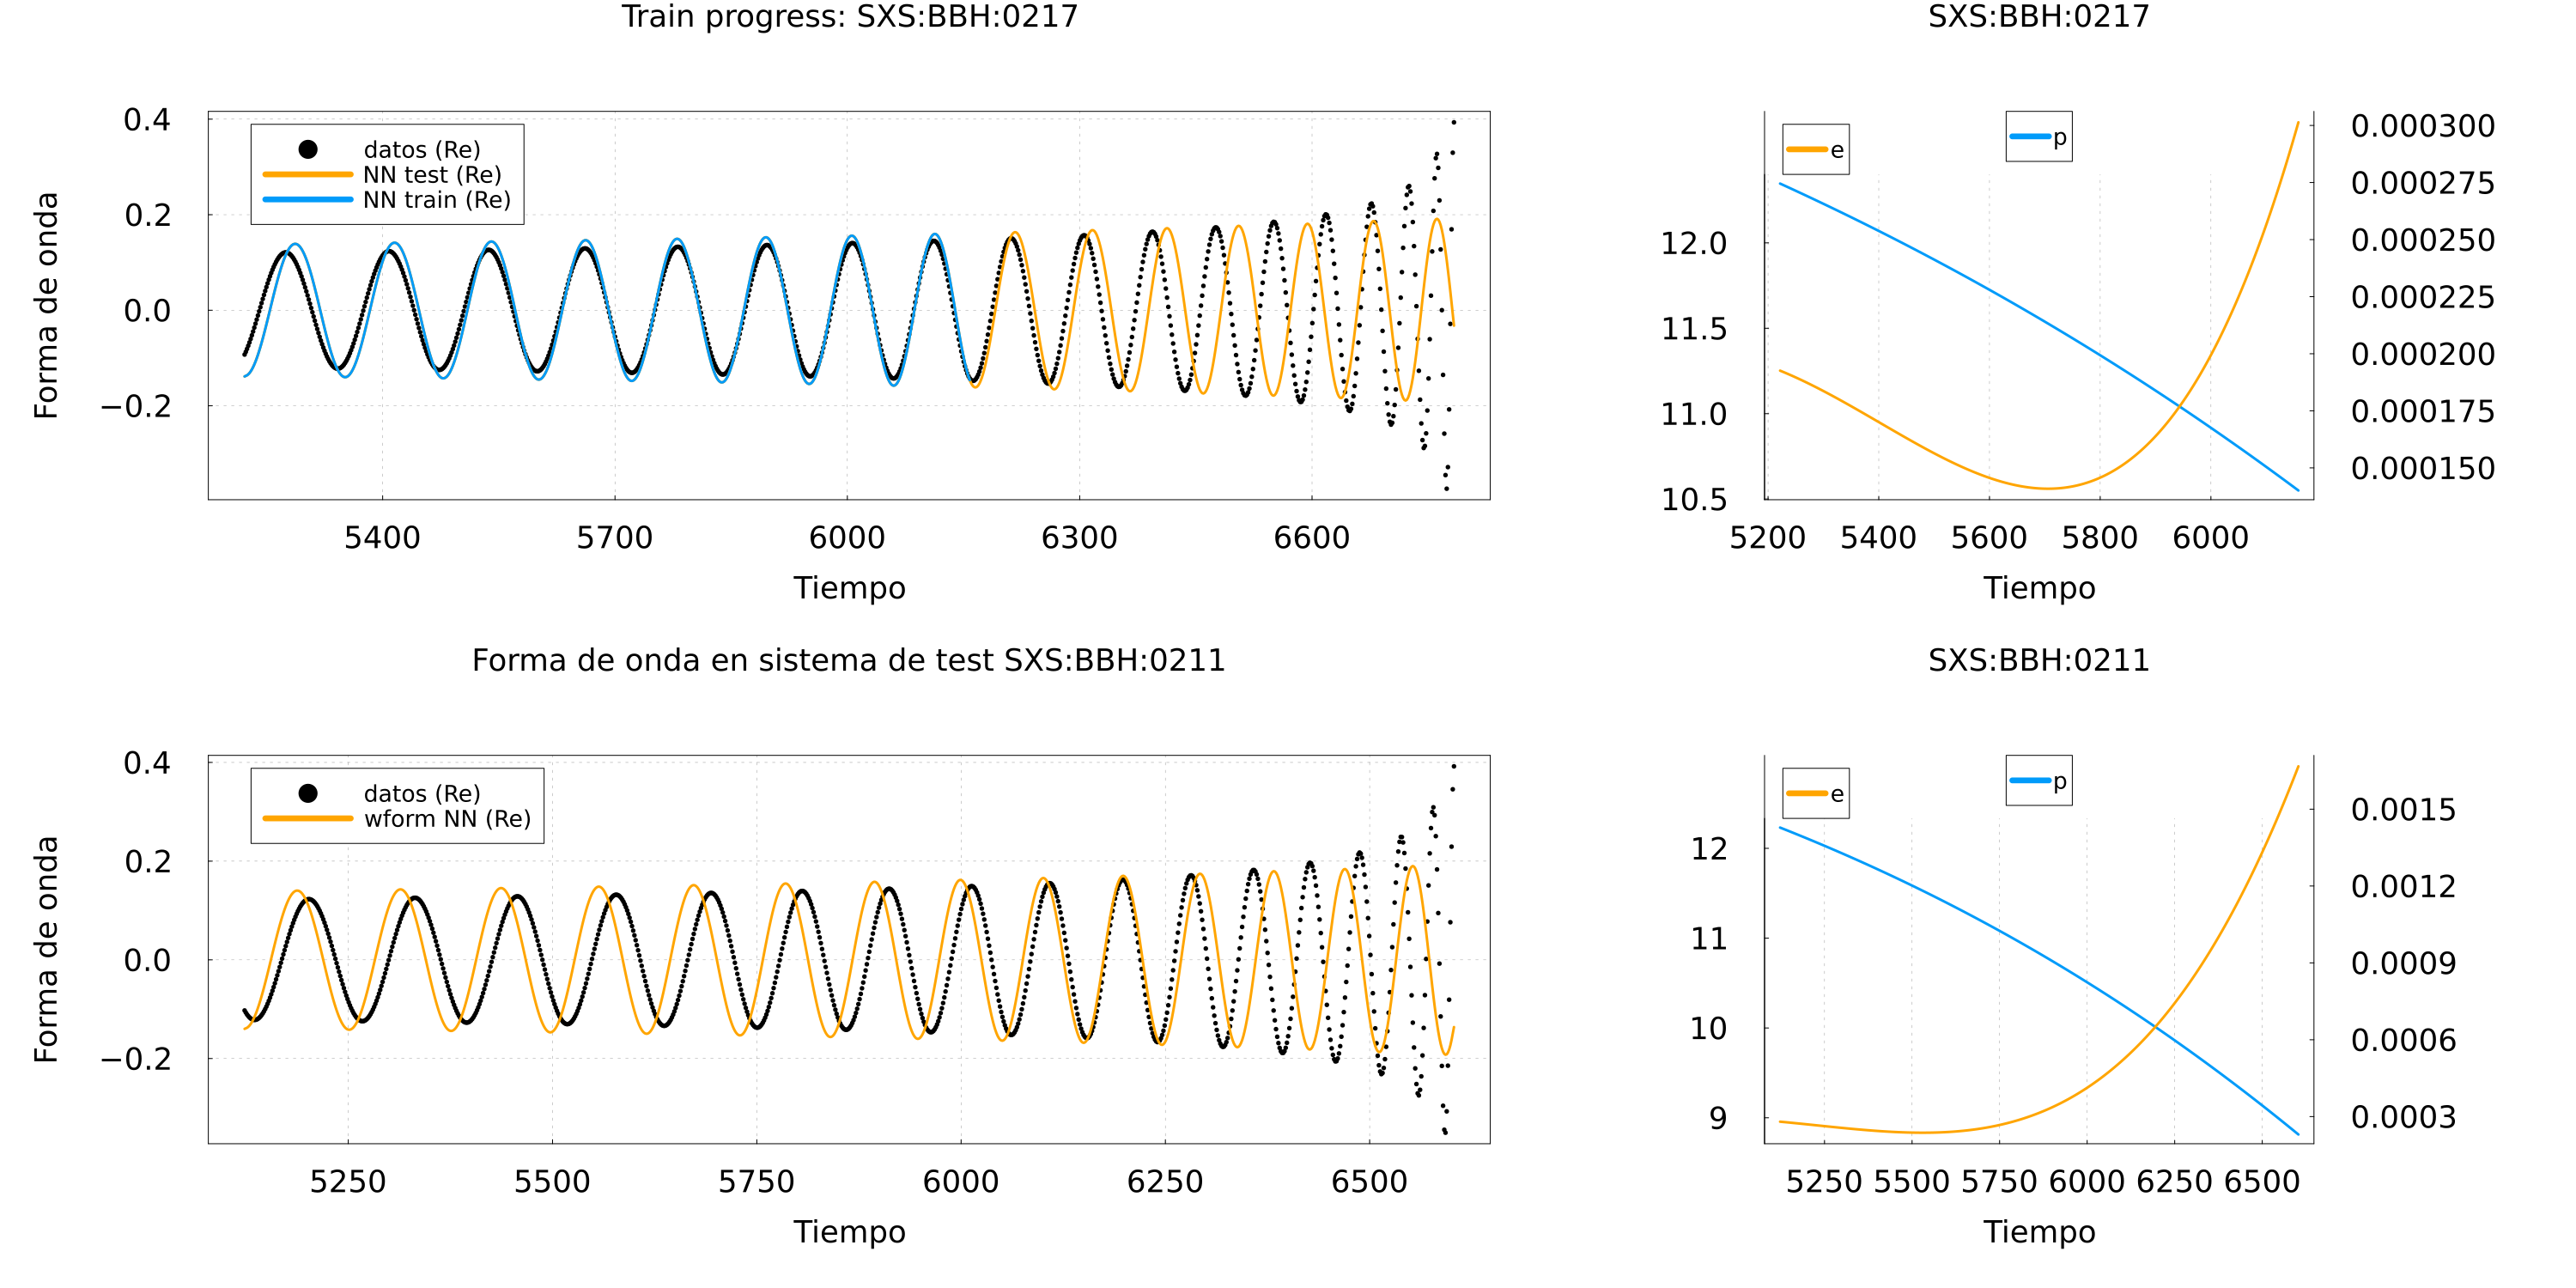 Train progress: SXS:BBH:0217
0.4
0.2
0.0
−0.2
Forma de onda
datos (Re)
NN test (Re)
NN train (Re)
5400 5700 6000 6300 6600
Tiempo
SXS:BBH:0217
12.0
11.5
11.0
10.5
e
p
0.000300
0.000275
0.000250
0.000225
0.000200
0.000175
0.000150
5200 5400 5600 5800 6000
Tiempo
Forma de onda en sistema de test SXS:BBH:0211
0.4
0.2
0.0
−0.2
Forma de onda
datos (Re)
wform NN (Re)
5250 5500 5750 6000 6250 6500
Tiempo
SXS:BBH:0211
12
11
10
9
e
p
0.0015
0.0012
0.0009
0.0006
0.0003
5250 5500 5750 6000 6250 6500
Tiempo